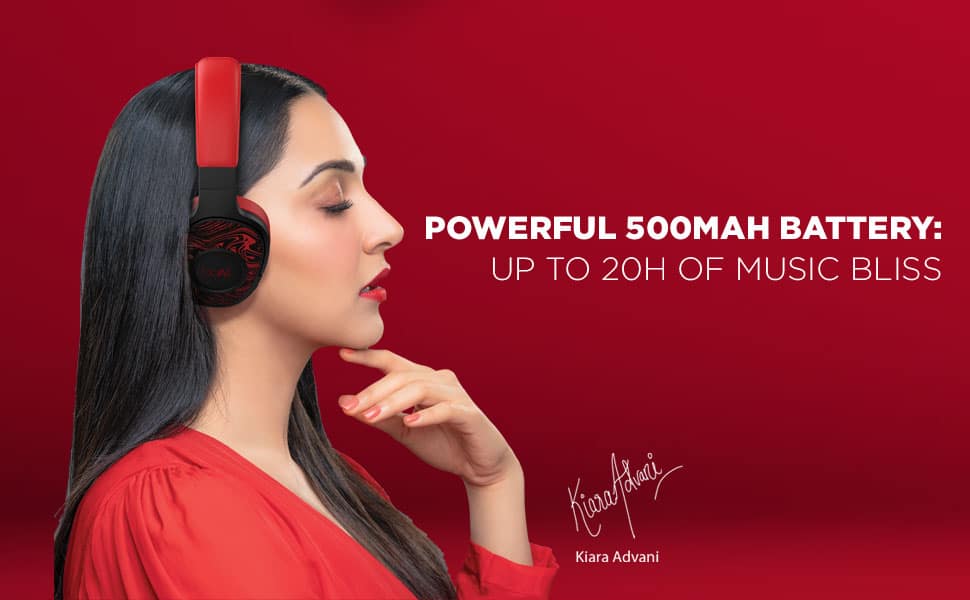 POWERFUL 500MAH BATTERY:
UP TO 20H OF MUSIC BLISS
Kiara Advani
Kiara Advani